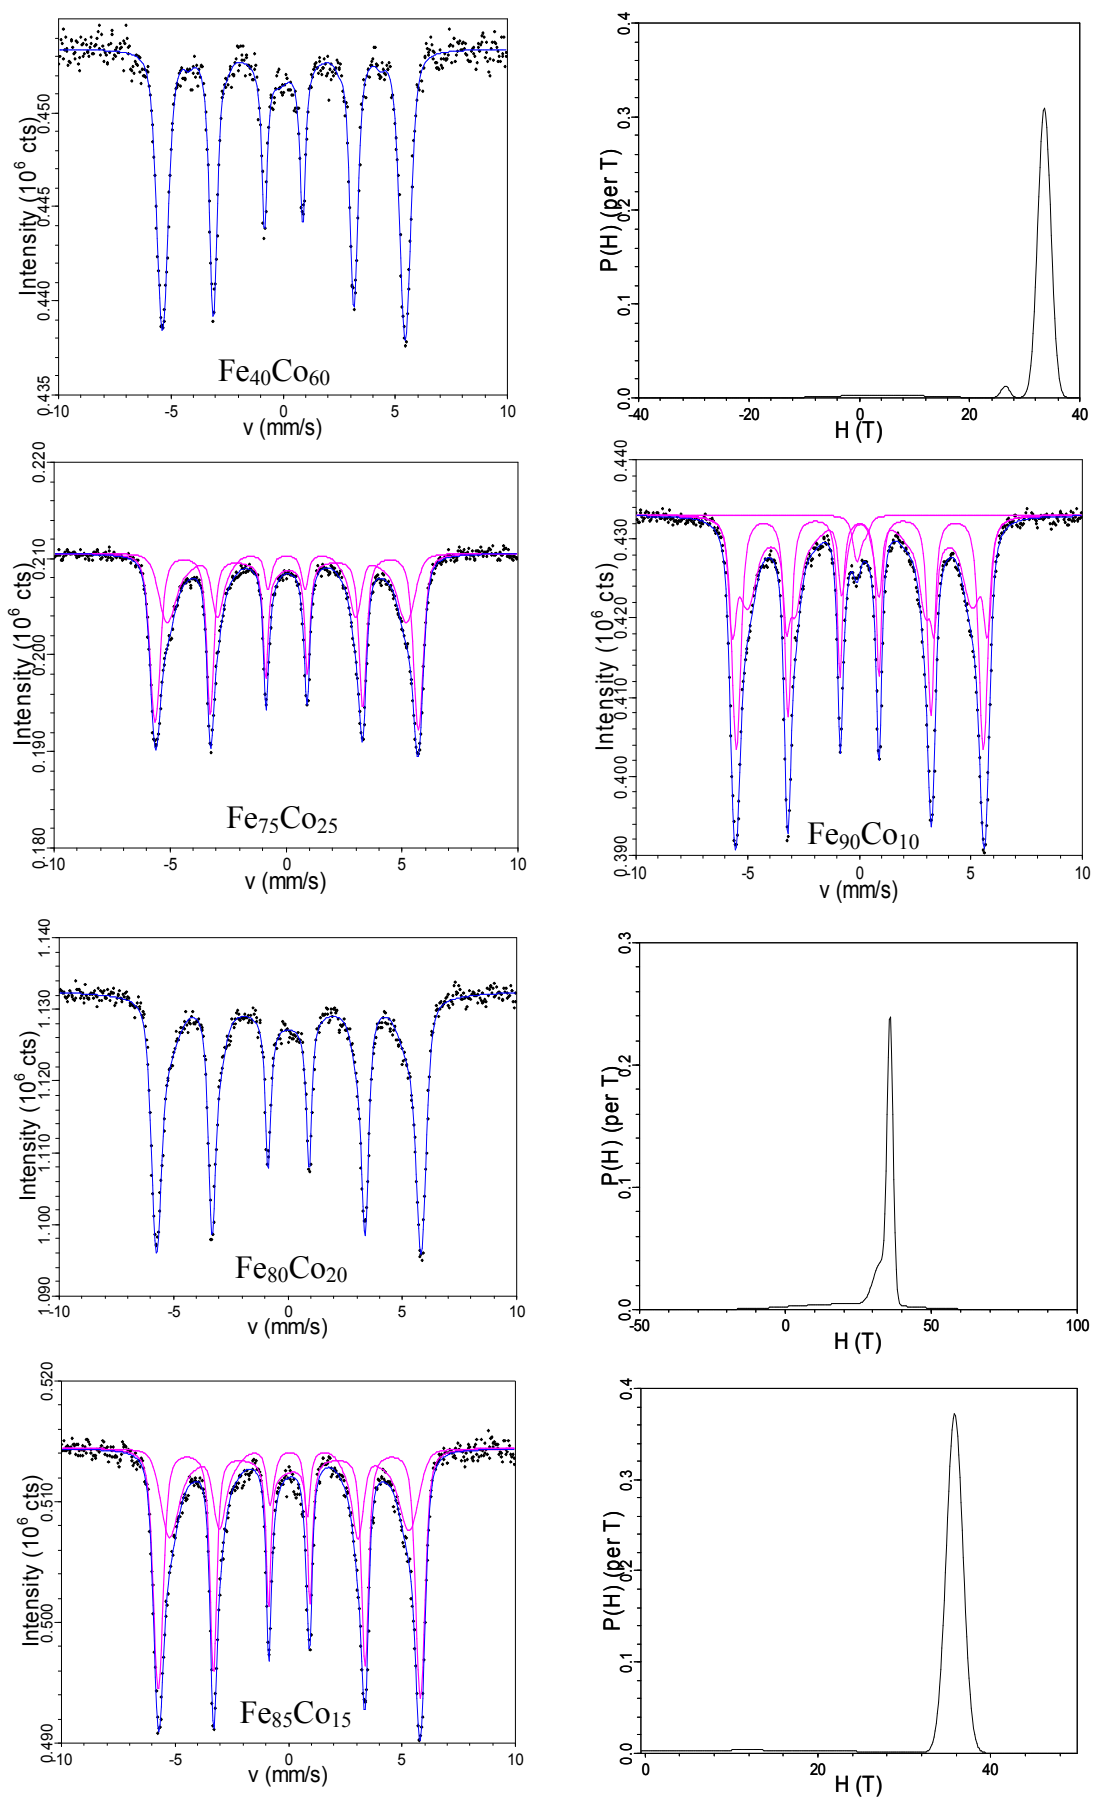 Intensity (10⁶ cts)
0.450
0.445
0.440
0.435
Fe₄₀Co₆₀
-10 -5 0 5 10
v (mm/s)
P(H) (per T)
0.4
0.3
0.2
0.1
0.0
-40 -20 0 20 40
H (T)
Intensity (10⁶ cts)
0.220
0.210
0.200
0.190
0.180
Fe₇₅Co₂₅
-10 -5 0 5 10
v (mm/s)
Intensity (10⁶ cts)
0.440
0.430
0.420
0.410
0.400
0.390
Fe₉₀Co₁₀
-10 -5 0 5 10
v (mm/s)
Intensity (10⁶ cts)
1.140
1.130
1.120
1.110
1.100
1.090
Fe₈₀Co₂₀
-10 -5 0 5 10
v (mm/s)
P(H) (per T)
0.3
0.2
0.1
0.0
-50 0 50 100
H (T)
Intensity (10⁶ cts)
0.520
0.510
0.500
0.490
Fe₈₅Co₁₅
-10 -5 0 5 10
v (mm/s)
P(H) (per T)
0.4
0.3
0.2
0.1
0.0
0 20 40
H (T)